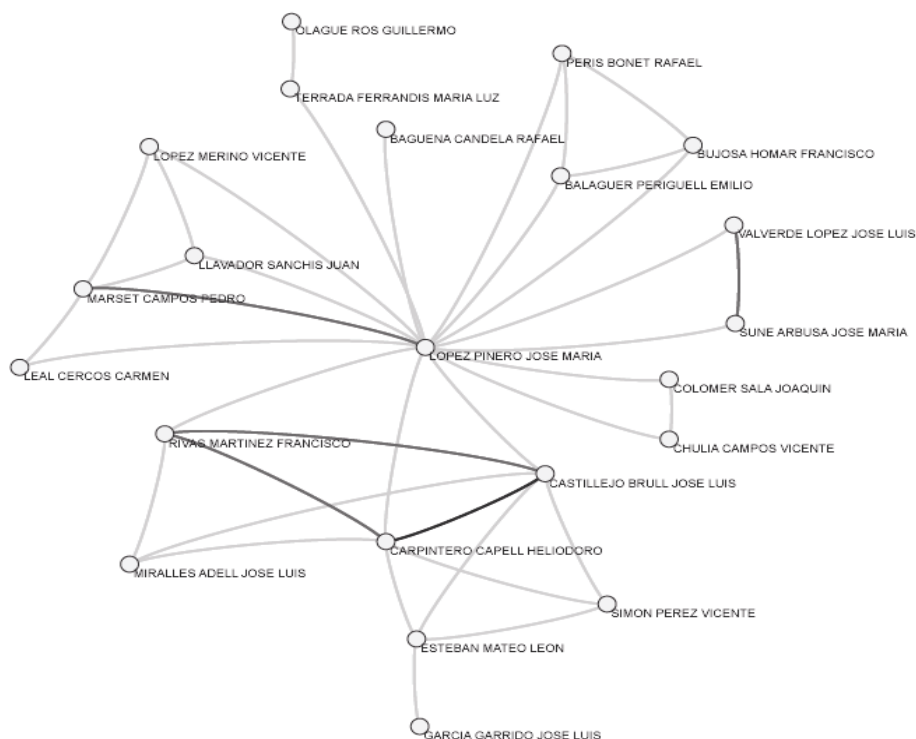 OLAGUE ROS GUILLERMO
PERIS BONET RAFAEL
TERRADA FERRANDIS MARIA LUZ
BAGUENA CANDELA RAFAEL
LOPEZ MERINO VICENTE
BUJOSA HOMAR FRANCISCO
BALAGUER PERIGUELL EMILIO
VALVERDE LOPEZ JOSE LUIS
LLAVADOR SANCHIS JUAN
MARSET CAMPOS PEDRO
SUNE ARBUSA JOSE MARIA
LOPEZ PINERO JOSE MARIA
LEAL CERCOS CARMEN
COLOMER SALA JOAQUIN
RIVAS MARTINEZ FRANCISCO
CHULIA CAMPOS VICENTE
CASTILLEJO BRULL JOSE LUIS
CARPINTERO CAPELL HELIODORO
MIRALLES ADELL JOSE LUIS
SIMON PEREZ VICENTE
ESTEBAN MATEO LEON
GARCIA GARRIDO JOSE LUIS